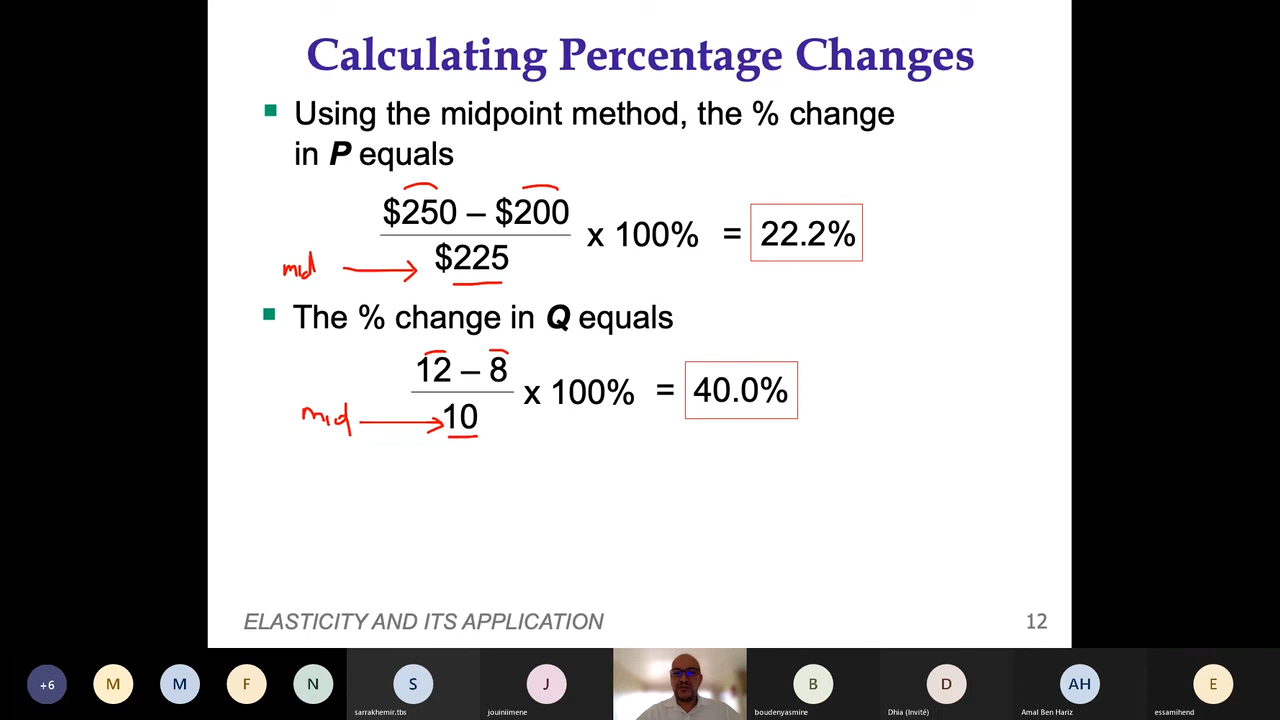 Calculating Percentage Changes
Using the midpoint method, the % change
in P equals
$250 – $200
$225
x 100% = 22.2%
mid
The % change in Q equals
12 – 8
10
x 100% = 40.0%
mid
ELASTICITY AND ITS APPLICATION
12
+6 M M F N S J B D AH E
sarrakhemir.tbs jouiniimene boudenyasmine Dhia (Invité) Amal Ben Hariz essamihend